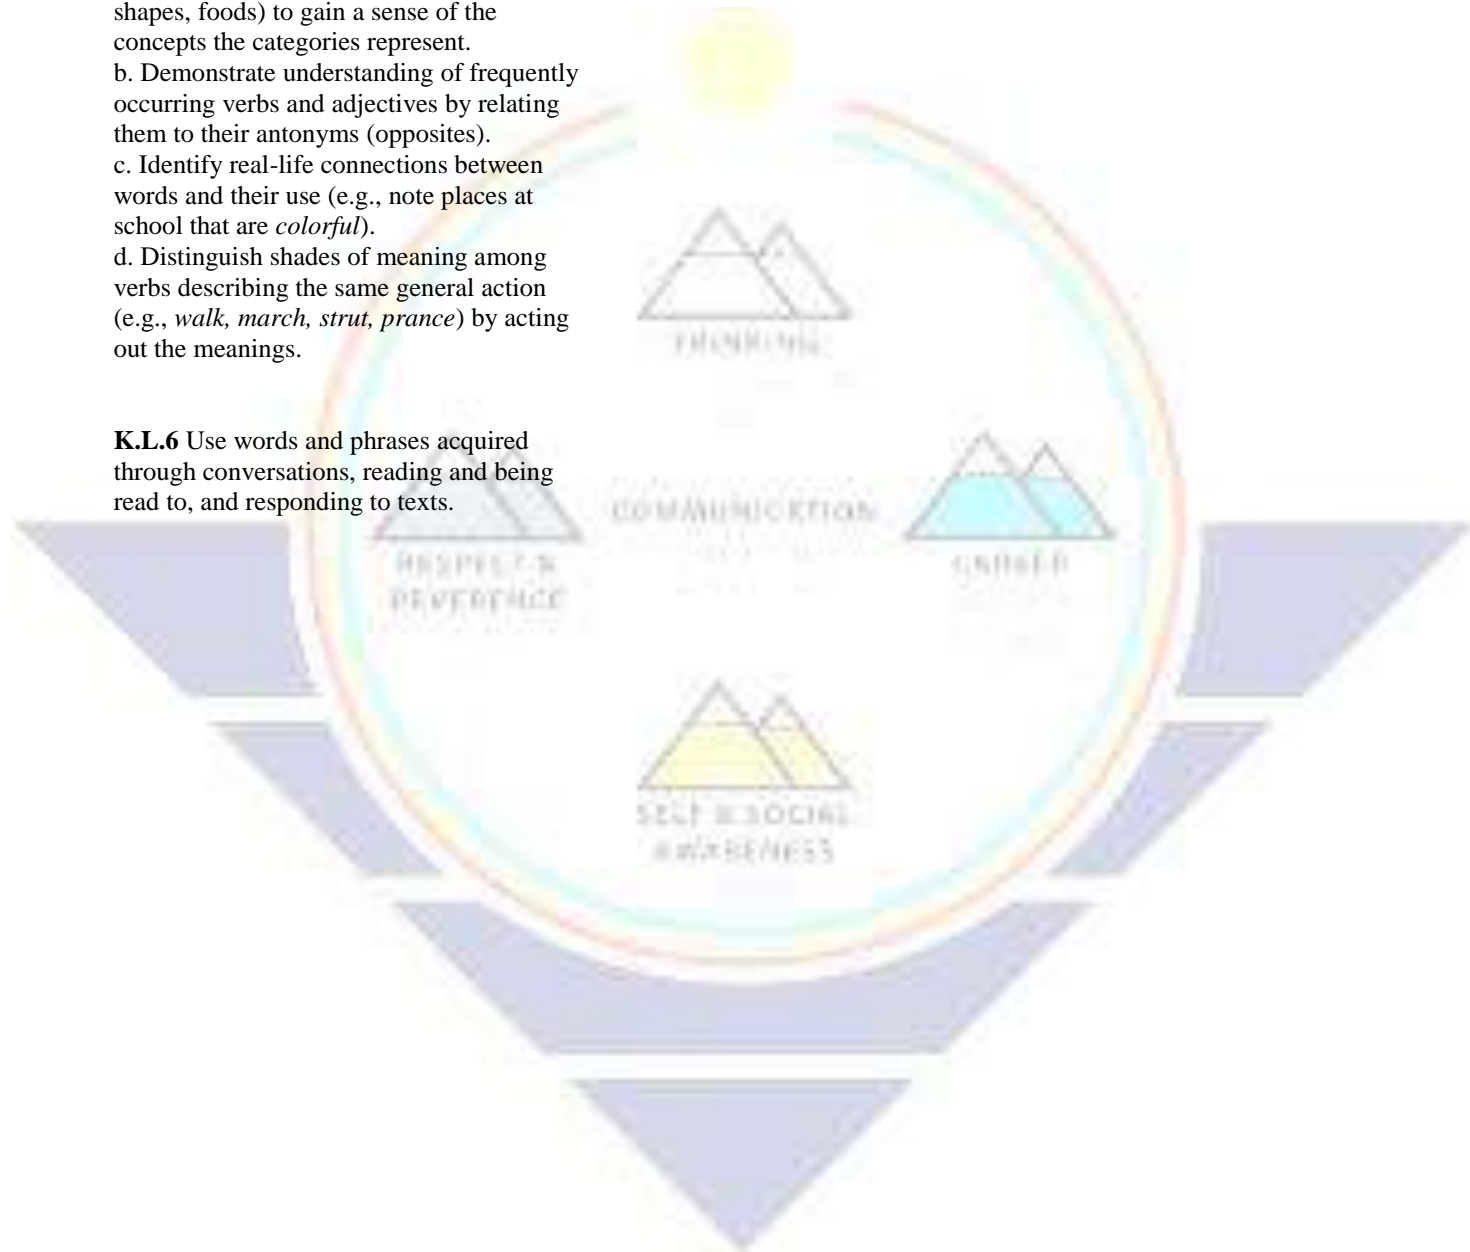 shapes, foods) to gain a sense of the
concepts the categories represent.
b. Demonstrate understanding of frequently
occurring verbs and adjectives by relating
them to their antonyms (opposites).
c. Identify real-life connections between
words and their use (e.g., note places at
school that are colorful).
d. Distinguish shades of meaning among
verbs describing the same general action
(e.g., walk, march, strut, prance) by acting
out the meanings.
THINKING
K.L.6 Use words and phrases acquired
through conversations, reading and being
read to, and responding to texts.
COMMUNICATION
RESPECT &
REVERENCE
CAREER
SELF & SOCIAL
AWARENESS